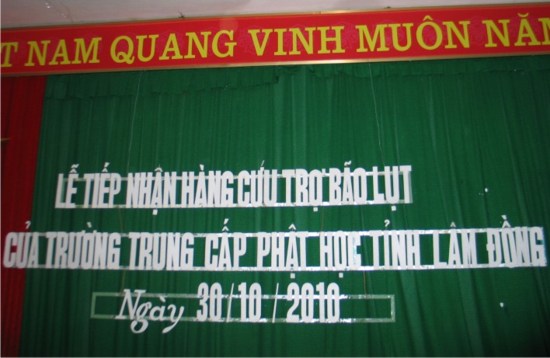 T NAM QUANG VINH MUÔN NĂ
LỄ TIẾP NHẬN HÀNG CỨU TRỢ BÃO LỤT
CỦA TRƯỜNG TRUNG CẤP PHẬT HỌC TỈNH LÂM ĐỒNG
Ngày 30/10/2010